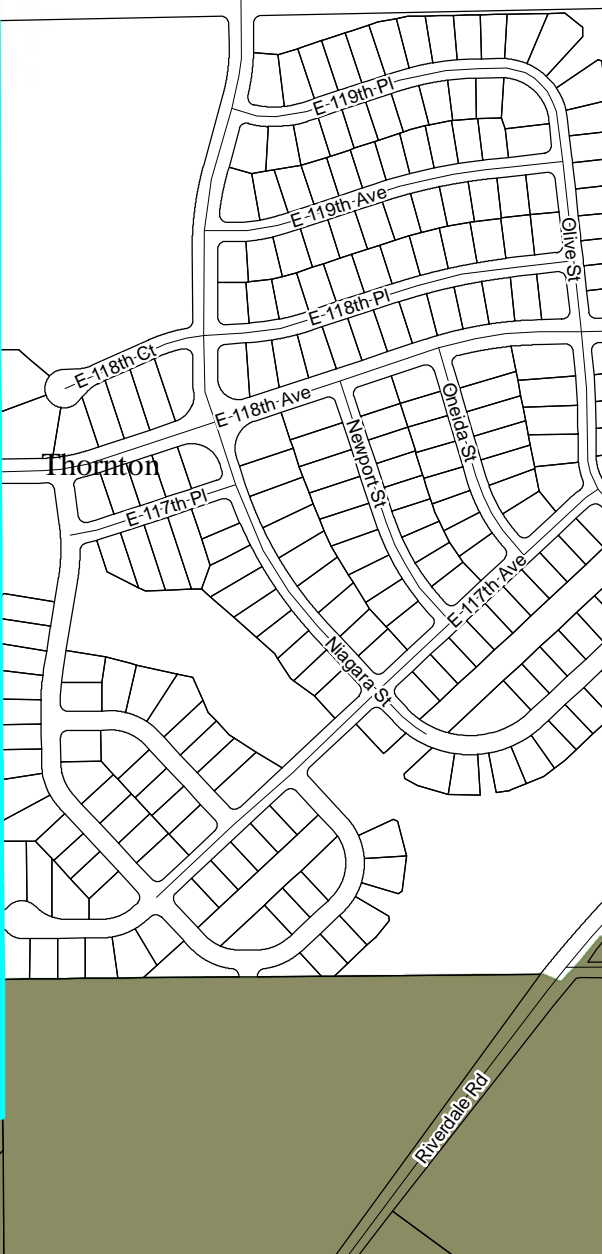 E-119th-Pl
E-119th-Ave
Olive-St
E-118th-Pl
E-118th-Ct
E-118th-Ave
Oneida-St
Newport-St
Thornton
E-117th-Pl
E-117th-Ave
Niagara-St
Riverdale Rd